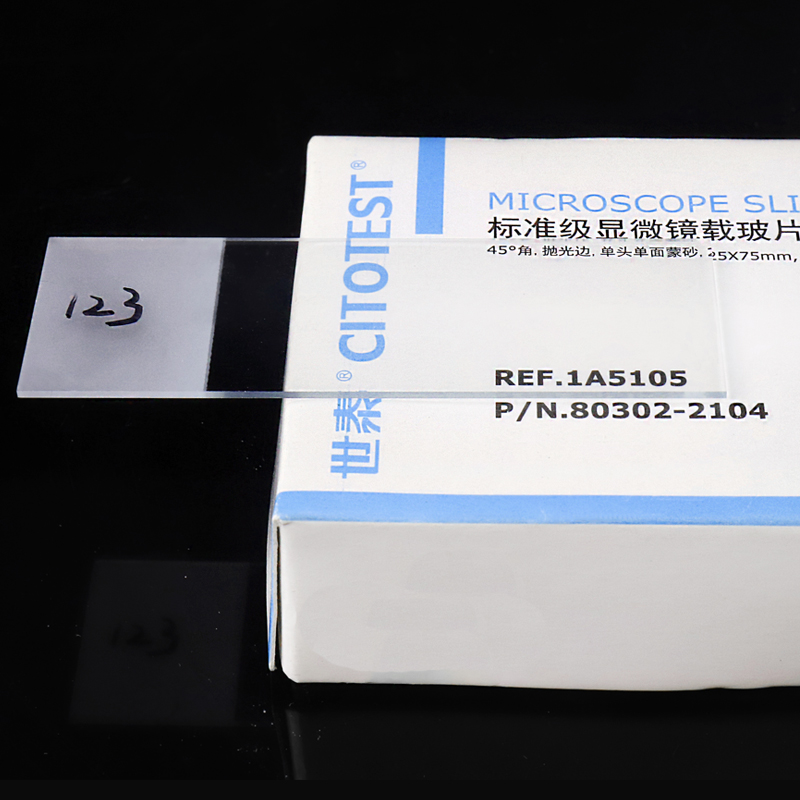 123
世泰® CITOTEST®
MICROSCOPE SLI
标准级显微镜载玻片
45°角, 抛光边, 单头单面蒙砂, 25X75mm,
REF.1A5105
P/N.80302-2104